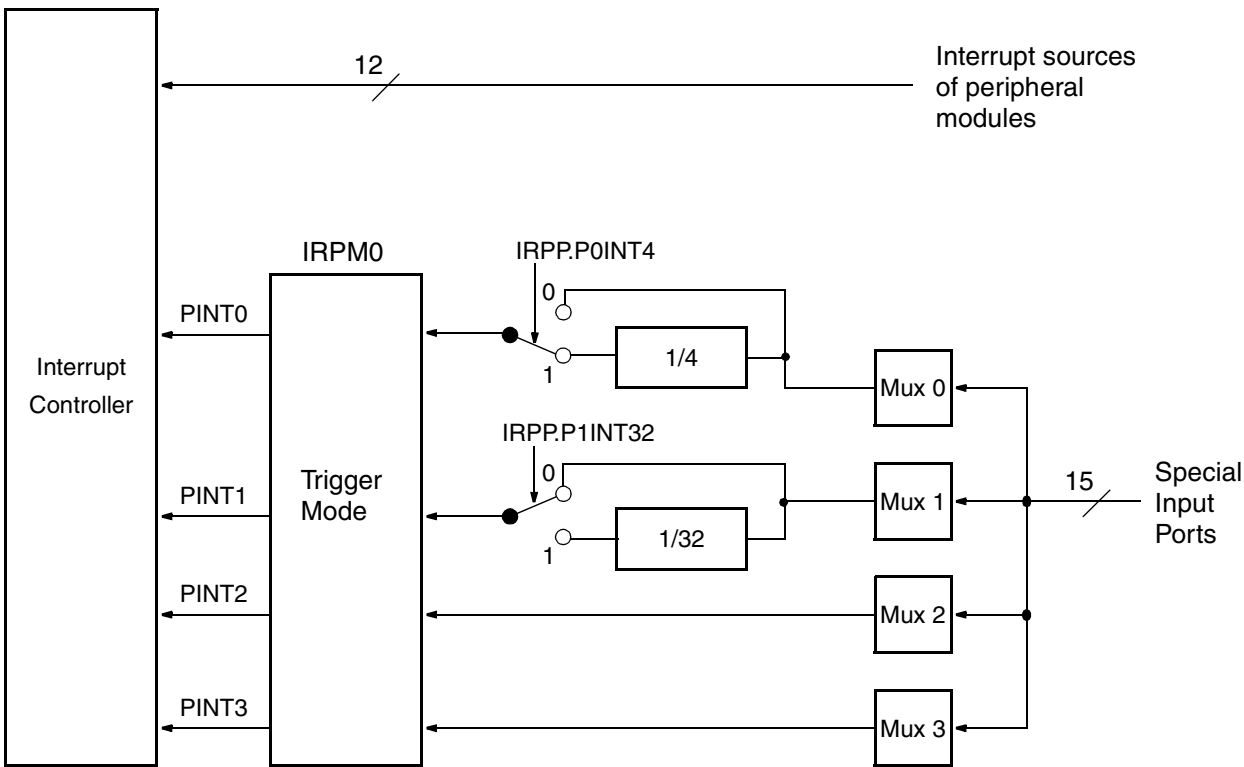 12
Interrupt sources
of peripheral
modules
IRPM0
IRPP.P0INT4
0
PINT0
1/4
1
Interrupt
Controller
Mux 0
IRPP.P1INT32
0
Trigger
Mode
PINT1
Mux 1
15
Special
Input
Ports
1/32
1
PINT2
Mux 2
PINT3
Mux 3